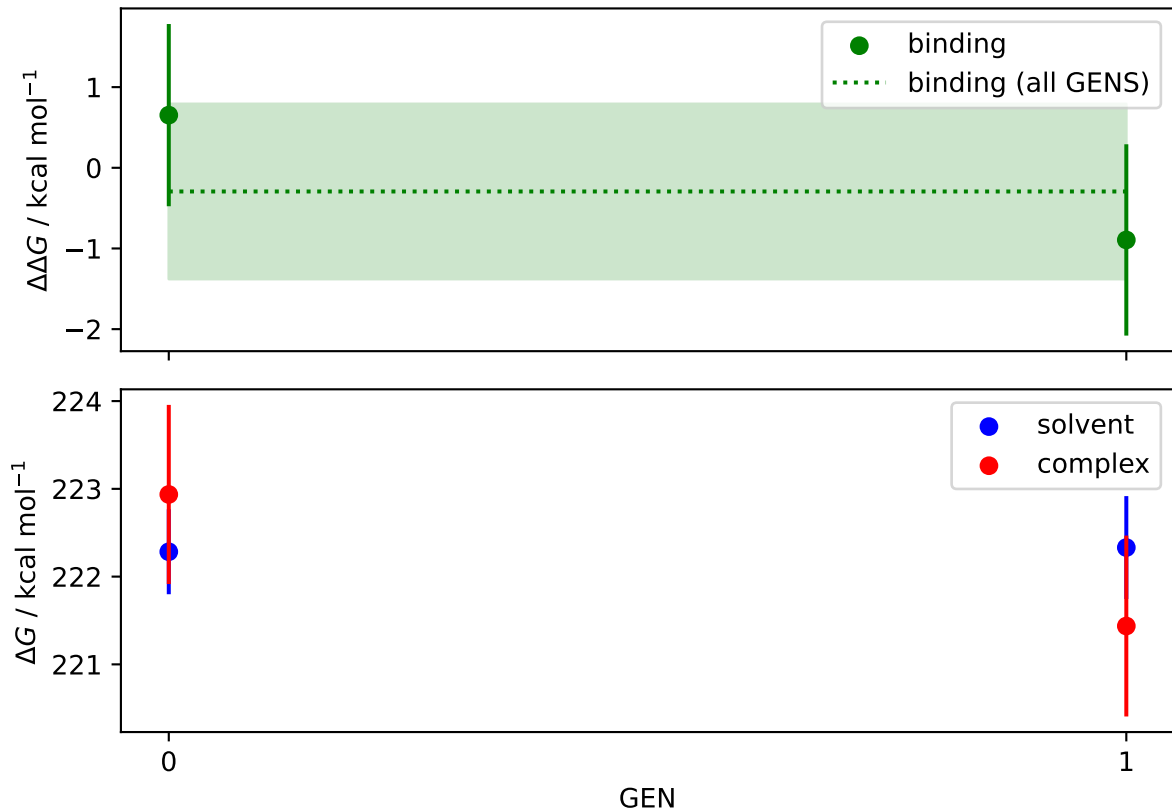 binding
binding (all GENS)
ΔΔG / kcal mol⁻¹
1
0
−1
−2
solvent
complex
ΔG / kcal mol⁻¹
224
223
222
221
0
1
GEN